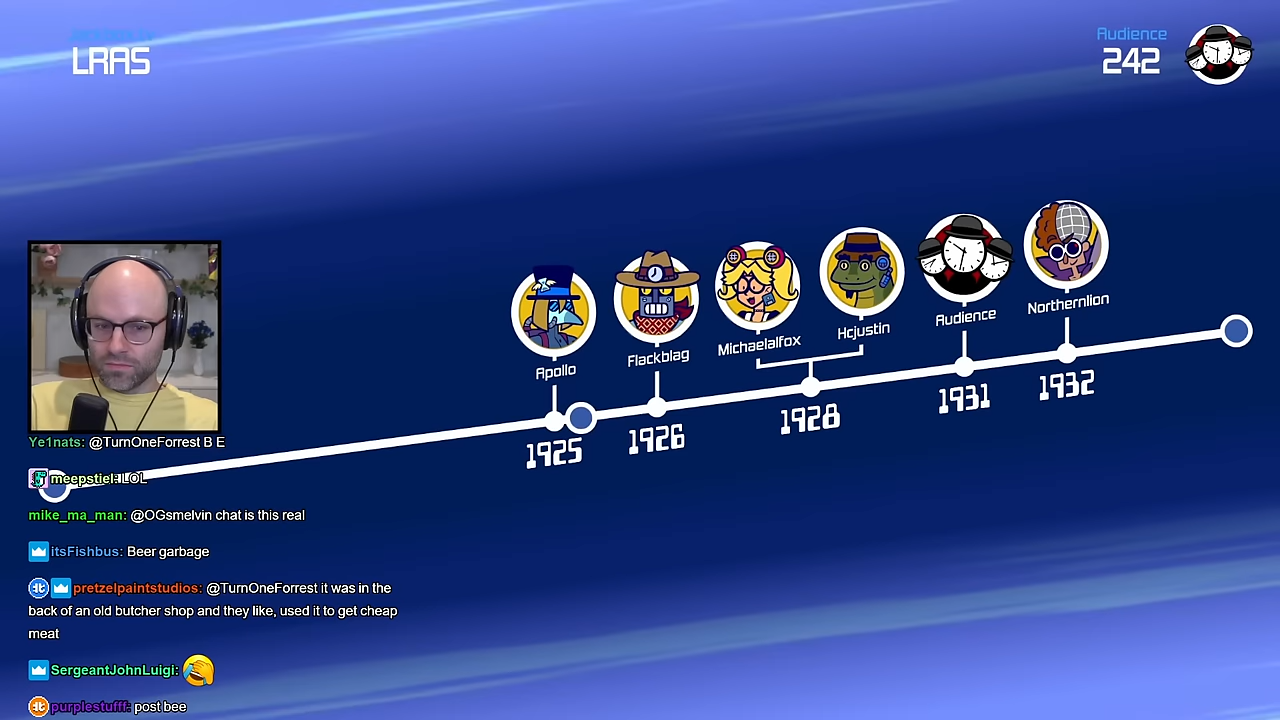 LRAS
Audience
242
Apollo
Flackblag
Michaelalfox
Hcjustin
Audience
Northernlion
1925
1926
1928
1931
1932
Ye1nats: @TurnOneForrest B E
meepstiel: LOL
mike_ma_man: @OGsmelvin chat is this real
itsFishbus: Beer garbage
pretzelpaintstudios: @TurnOneForrest it was in the
back of an old butcher shop and they like, used it to get cheap
meat
SergeantJohnLuigi:
purplestufff: post bee